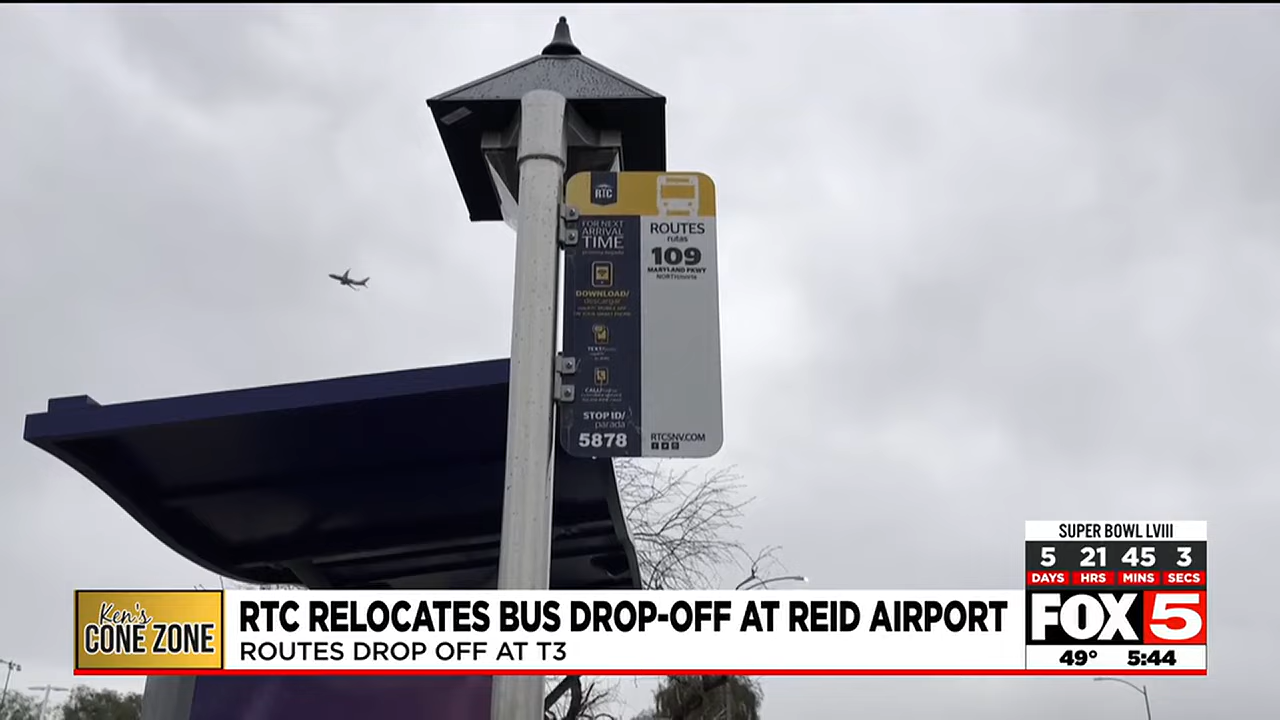 RTC
FOR NEXT
ARRIVAL
TIME
ROUTES
rutas
109
MARYLAND PKWY
DOWNLOAD/
descargar
STOP ID/
parada
5878
RTCSNV.COM
SUPER BOWL LVIII
5 21 45 3
DAYS HRS MINS SECS
Ken's
CONE ZONE
RTC RELOCATES BUS DROP-OFF AT REID AIRPORT
ROUTES DROP OFF AT T3
FOX 5
49° 5:44